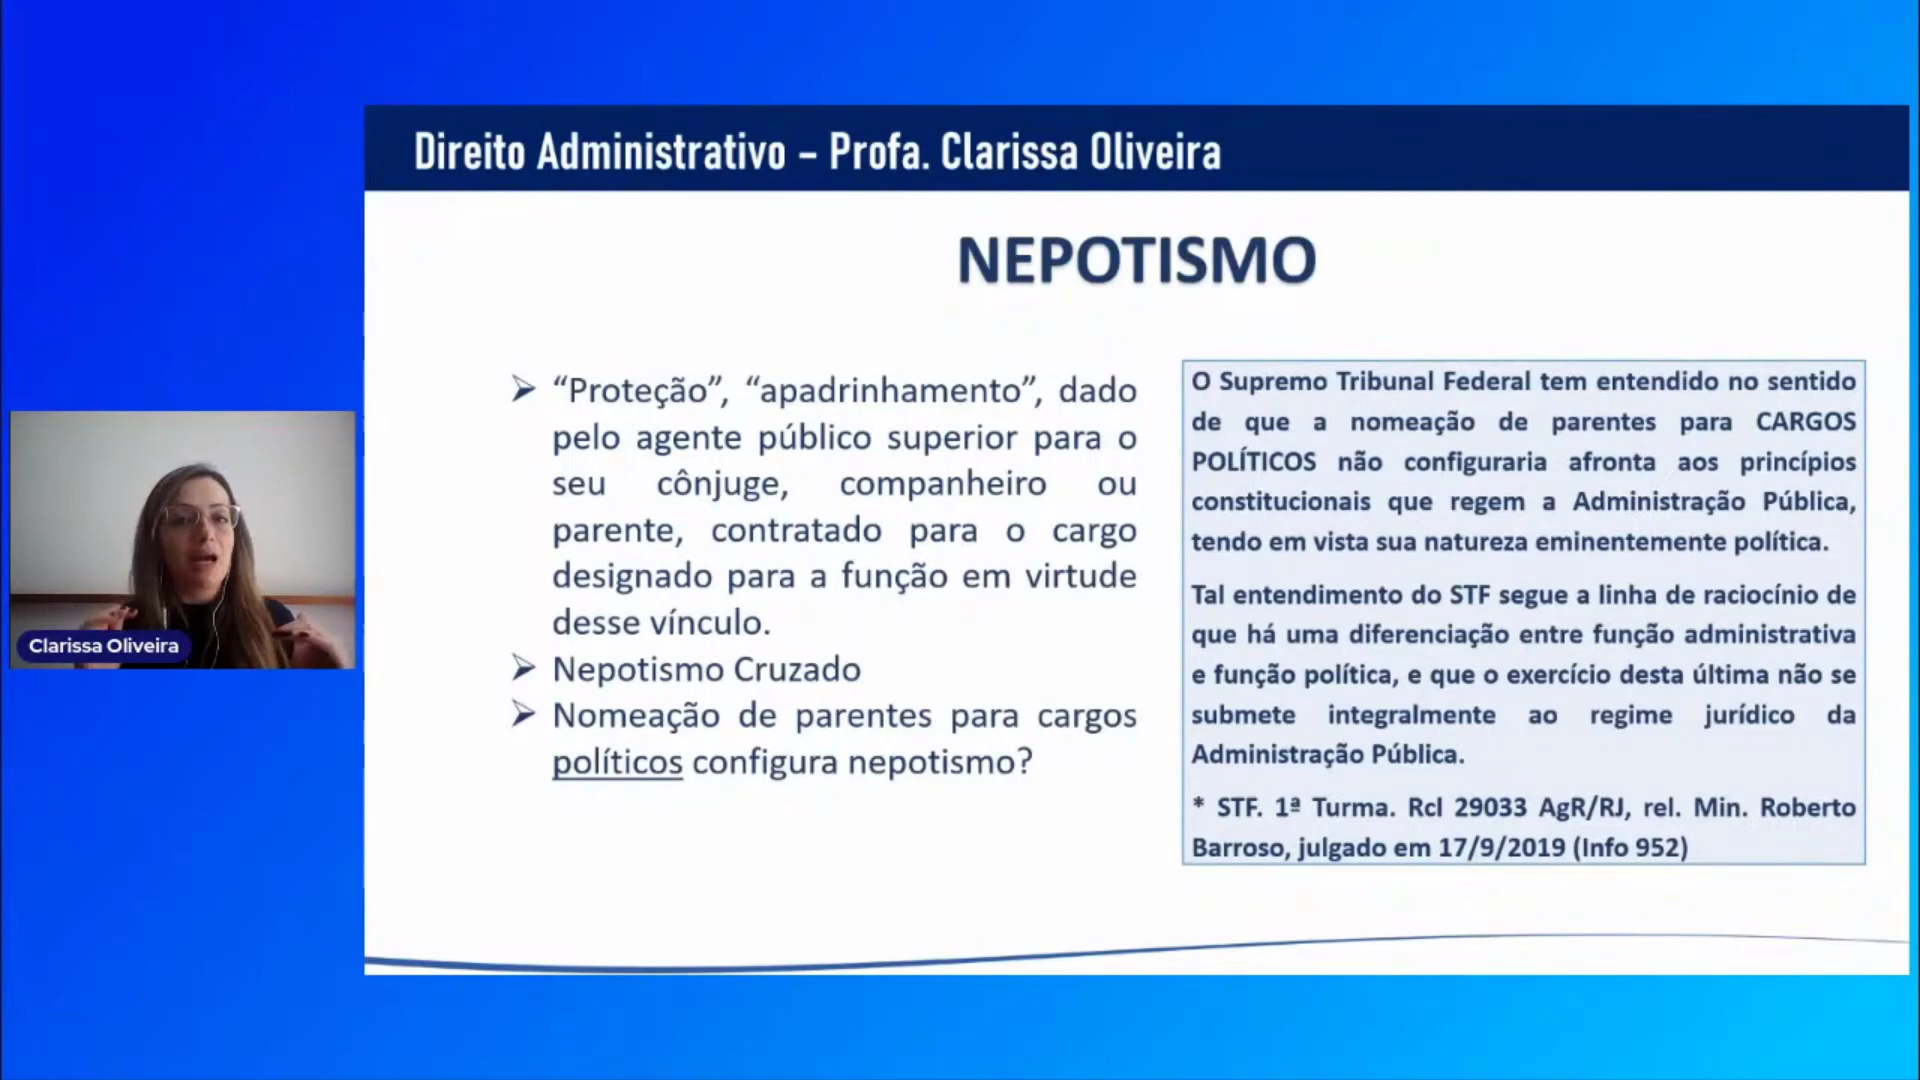 Direito Administrativo – Profa. Clarissa Oliveira
NEPOTISMO
➢ “Proteção”, “apadrinhamento”, dado
pelo agente público superior para o
seu cônjuge, companheiro ou
parente, contratado para o cargo
designado para a função em virtude
desse vínculo.
➢ Nepotismo Cruzado
➢ Nomeação de parentes para cargos
políticos configura nepotismo?
O Supremo Tribunal Federal tem entendido no sentido
de que a nomeação de parentes para CARGOS
POLÍTICOS não configuraria afronta aos princípios
constitucionais que regem a Administração Pública,
tendo em vista sua natureza eminentemente política.
Tal entendimento do STF segue a linha de raciocínio de
que há uma diferenciação entre função administrativa
e função política, e que o exercício desta última não se
submete integralmente ao regime jurídico da
Administração Pública.
* STF. 1ª Turma. Rcl 29033 AgR/RJ, rel. Min. Roberto
Barroso, julgado em 17/9/2019 (Info 952)
Clarissa Oliveira